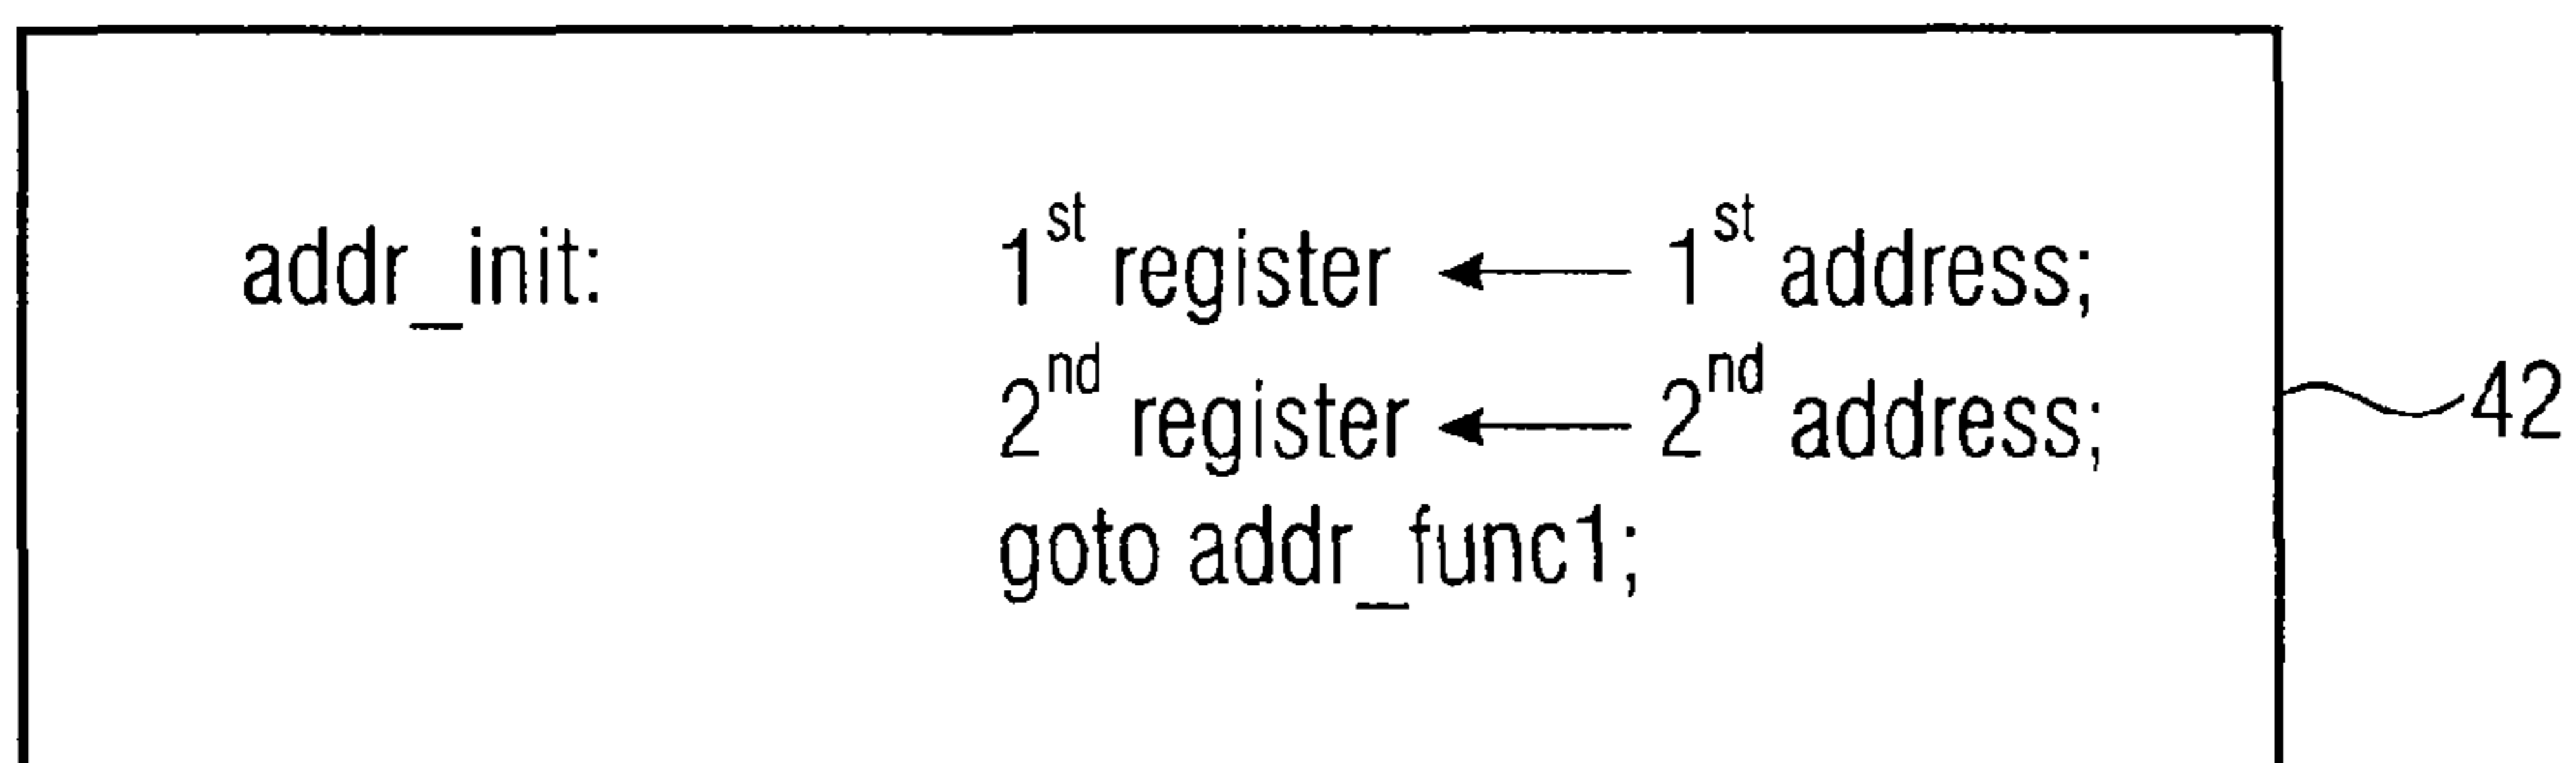 addr_init: 1st register ← 1st address;
2nd register ← 2nd address;
goto addr_func1;
42